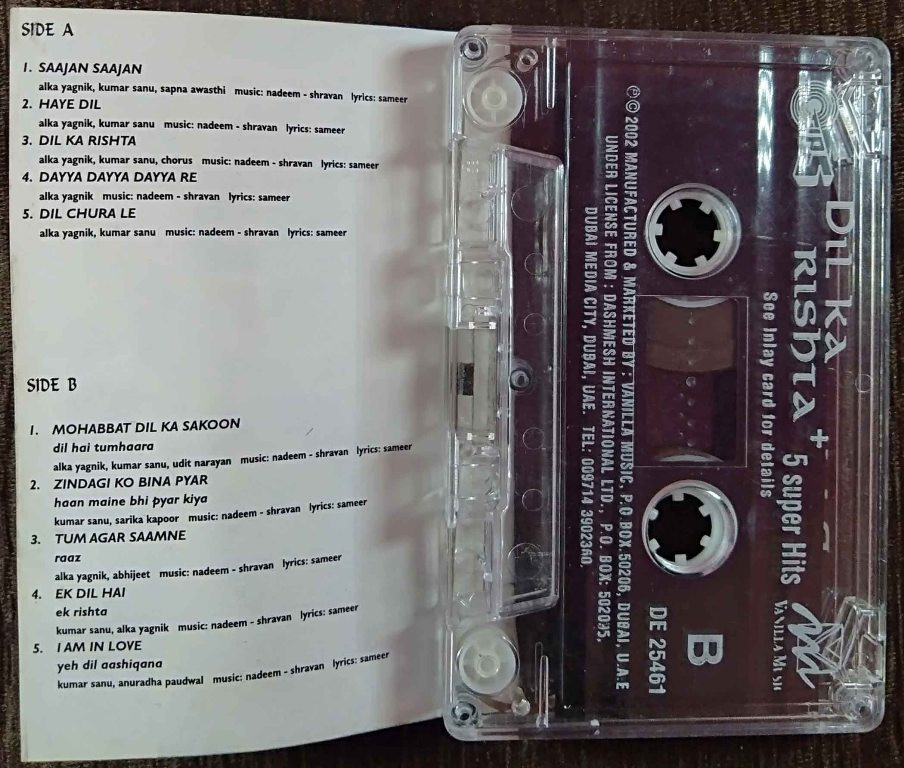 SIDE A
1. SAAJAN SAAJAN
alka yagnik, kumar sanu, sapna awasthi music: nadeem - shravan lyrics: sameer
2. HAYE DIL
alka yagnik, kumar sanu music: nadeem - shravan lyrics: sameer
3. DIL KA RISHTA
alka yagnik, kumar sanu, chorus music: nadeem - shravan lyrics: sameer
4. DAYYA DAYYA DAYYA RE
alka yagnik music: nadeem - shravan lyrics: sameer
5. DIL CHURA LE
alka yagnik, kumar sanu music: nadeem - shravan lyrics: sameer
SIDE B
1. MOHABBAT DIL KA SAKOON
dil hai tumhaara
alka yagnik, kumar sanu, udit narayan music: nadeem - shravan lyrics: sameer
2. ZINDAGI KO BINA PYAR
haan maine bhi pyar kiya
kumar sanu, sarika kapoor music: nadeem - shravan lyrics: sameer
3. TUM AGAR SAAMNE
raaz
alka yagnik, abhijeet music: nadeem - shravan lyrics: sameer
4. EK DIL HAI
ek rishta
kumar sanu, alka yagnik music: nadeem - shravan lyrics: sameer
5. I AM IN LOVE
yeh dil aashiqana
kumar sanu, anuradha paudwal music: nadeem - shravan lyrics: sameer
DIL KA
RISHTA + 5 Super Hits
See Inlay card for details
VANILLA MUSIC
B
DE 25461
℗© 2002 MANUFACTURED & MARKETED BY : VANILLA MUSIC. P.O BOX.50206, DUBAI, U.A.E
UNDER LICENSE FROM : DASHMESH INTERNATIONAL LTD., P.O. BOX: 502035.
DUBAI MEDIA CITY, DUBAI, UAE. TEL: 009714 3902360.